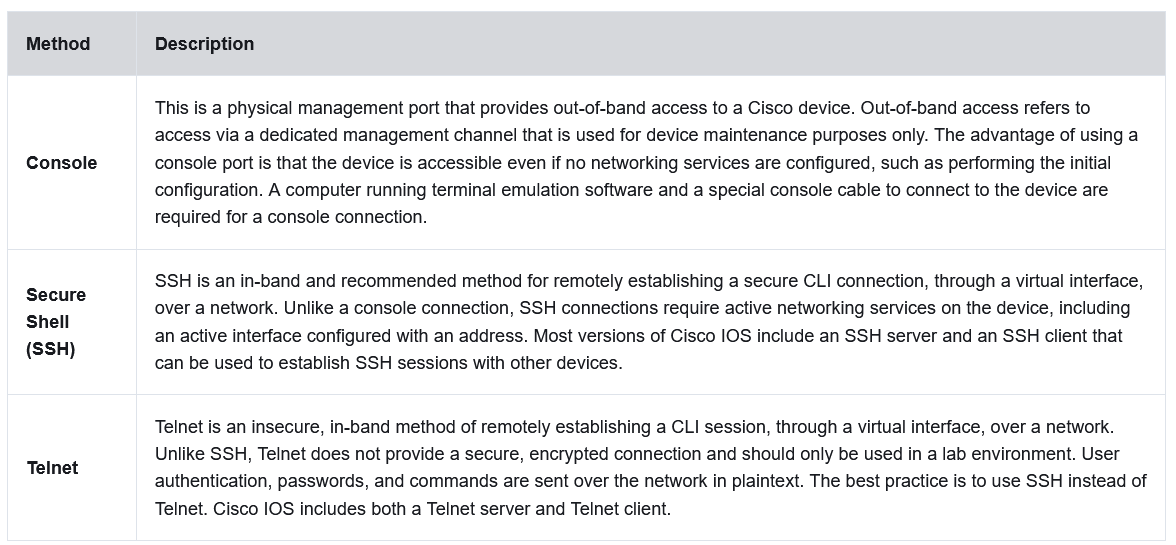 Method Description
This is a physical management port that provides out-of-band access to a Cisco device. Out-of-band access refers to
access via a dedicated management channel that is used for device maintenance purposes only. The advantage of using a
Console
console port is that the device is accessible even if no networking services are configured, such as performing the initial
configuration. A computer running terminal emulation software and a special console cable to connect to the device are
required for a console connection.
Secure
Shell
(SSH)
SSH is an in-band and recommended method for remotely establishing a secure CLI connection, through a virtual interface,
over a network. Unlike a console connection, SSH connections require active networking services on the device, including
an active interface configured with an address. Most versions of Cisco IOS include an SSH server and an SSH client that
can be used to establish SSH sessions with other devices.
Telnet
Telnet is an insecure, in-band method of remotely establishing a CLI session, through a virtual interface, over a network.
Unlike SSH, Telnet does not provide a secure, encrypted connection and should only be used in a lab environment. User
authentication, passwords, and commands are sent over the network in plaintext. The best practice is to use SSH instead of
Telnet. Cisco IOS includes both a Telnet server and Telnet client.